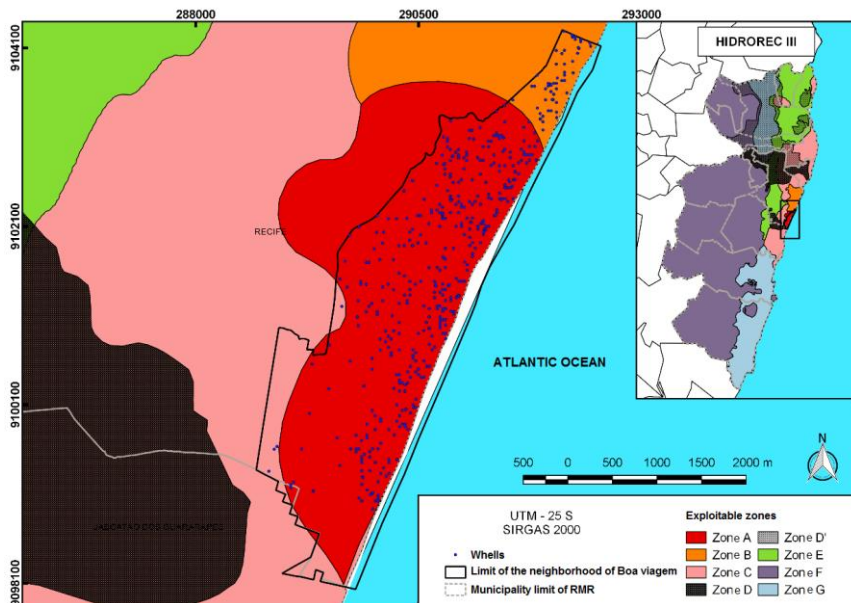 288000
290500
293000
9104100
9102100
9100100
9098100
HIDROREC III
RECIFE
ATLANTIC OCEAN
N
500 0 500 1000 1500 2000 m
JABOATÃO DOS GUARARAPES
UTM - 25 S
SIRGAS 2000
Whells
Limit of the neighborhood of Boa viagem
Municipality limit of RMR
Exploitable zones
Zone A
Zone B
Zone C
Zone D
Zone D'
Zone E
Zone F
Zone G